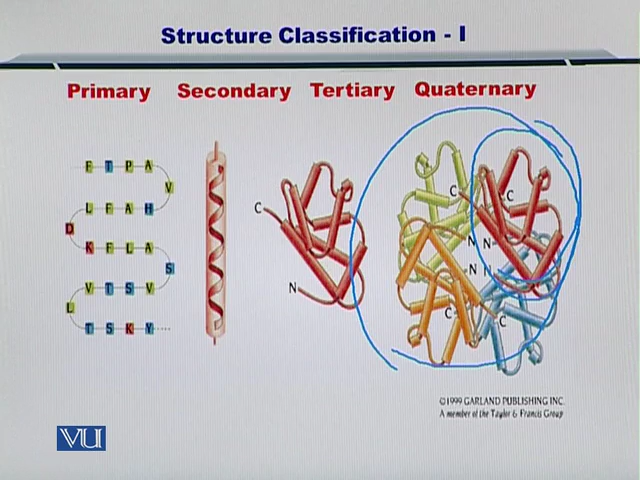 Structure Classification - I
Primary Secondary Tertiary Quaternary
F T P A
V
L F A H
D
K F L A
S
V T S V
L
T S K Y ....
C
N
C
C
N N
N N
C
C
©1999 GARLAND PUBLISHING INC.
A member of the Taylor & Francis Group
VU